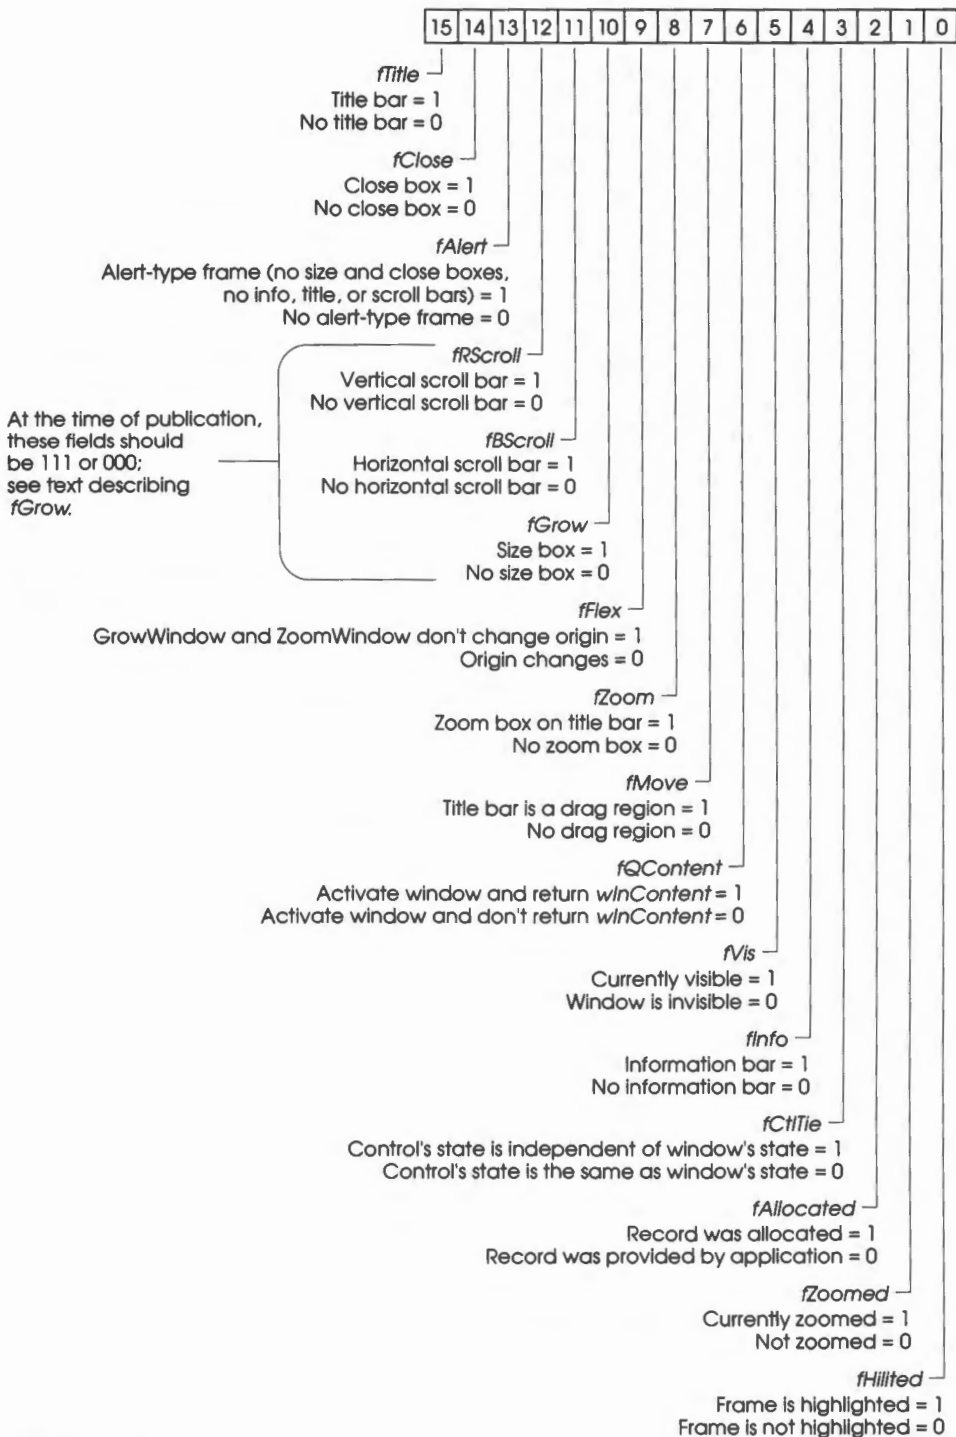 15 14 13 12 11 10 9 8 7 6 5 4 3 2 1 0
fTitle
Title bar = 1
No title bar = 0
fClose
Close box = 1
No close box = 0
fAlert
Alert-type frame (no size and close boxes,
no info, title, or scroll bars) = 1
No alert-type frame = 0
fRScroll
Vertical scroll bar = 1
No vertical scroll bar = 0
At the time of publication,
these fields should
be 111 or 000;
see text describing
fGrow.
fBScroll
Horizontal scroll bar = 1
No horizontal scroll bar = 0
fGrow
Size box = 1
No size box = 0
fFlex
GrowWindow and ZoomWindow don't change origin = 1
Origin changes = 0
fZoom
Zoom box on title bar = 1
No zoom box = 0
fMove
Title bar is a drag region = 1
No drag region = 0
fQContent
Activate window and return wInContent = 1
Activate window and don't return wInContent = 0
fVis
Currently visible = 1
Window is invisible = 0
fInfo
Information bar = 1
No information bar = 0
fCtlTie
Control's state is independent of window's state = 1
Control's state is the same as window's state = 0
fAllocated
Record was allocated = 1
Record was provided by application = 0
fZoomed
Currently zoomed = 1
Not zoomed = 0
fHilited
Frame is highlighted = 1
Frame is not highlighted = 0